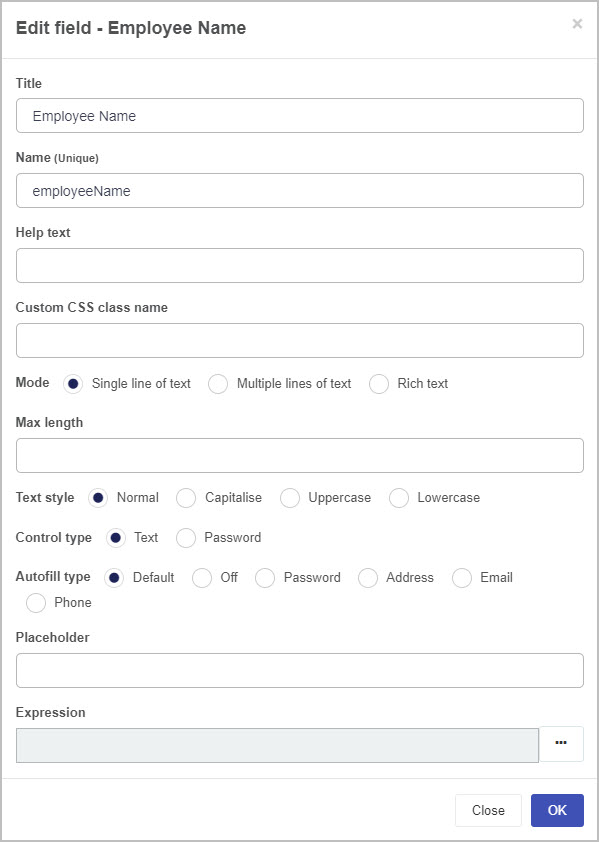 Edit field - Employee Name ×
Title
Employee Name
Name (Unique)
employeeName
Help text
Custom CSS class name
Mode Single line of text Multiple lines of text Rich text
Max length
Text style Normal Capitalise Uppercase Lowercase
Control type Text Password
Autofill type Default Off Password Address Email
Phone
Placeholder
Expression
...
Close OK